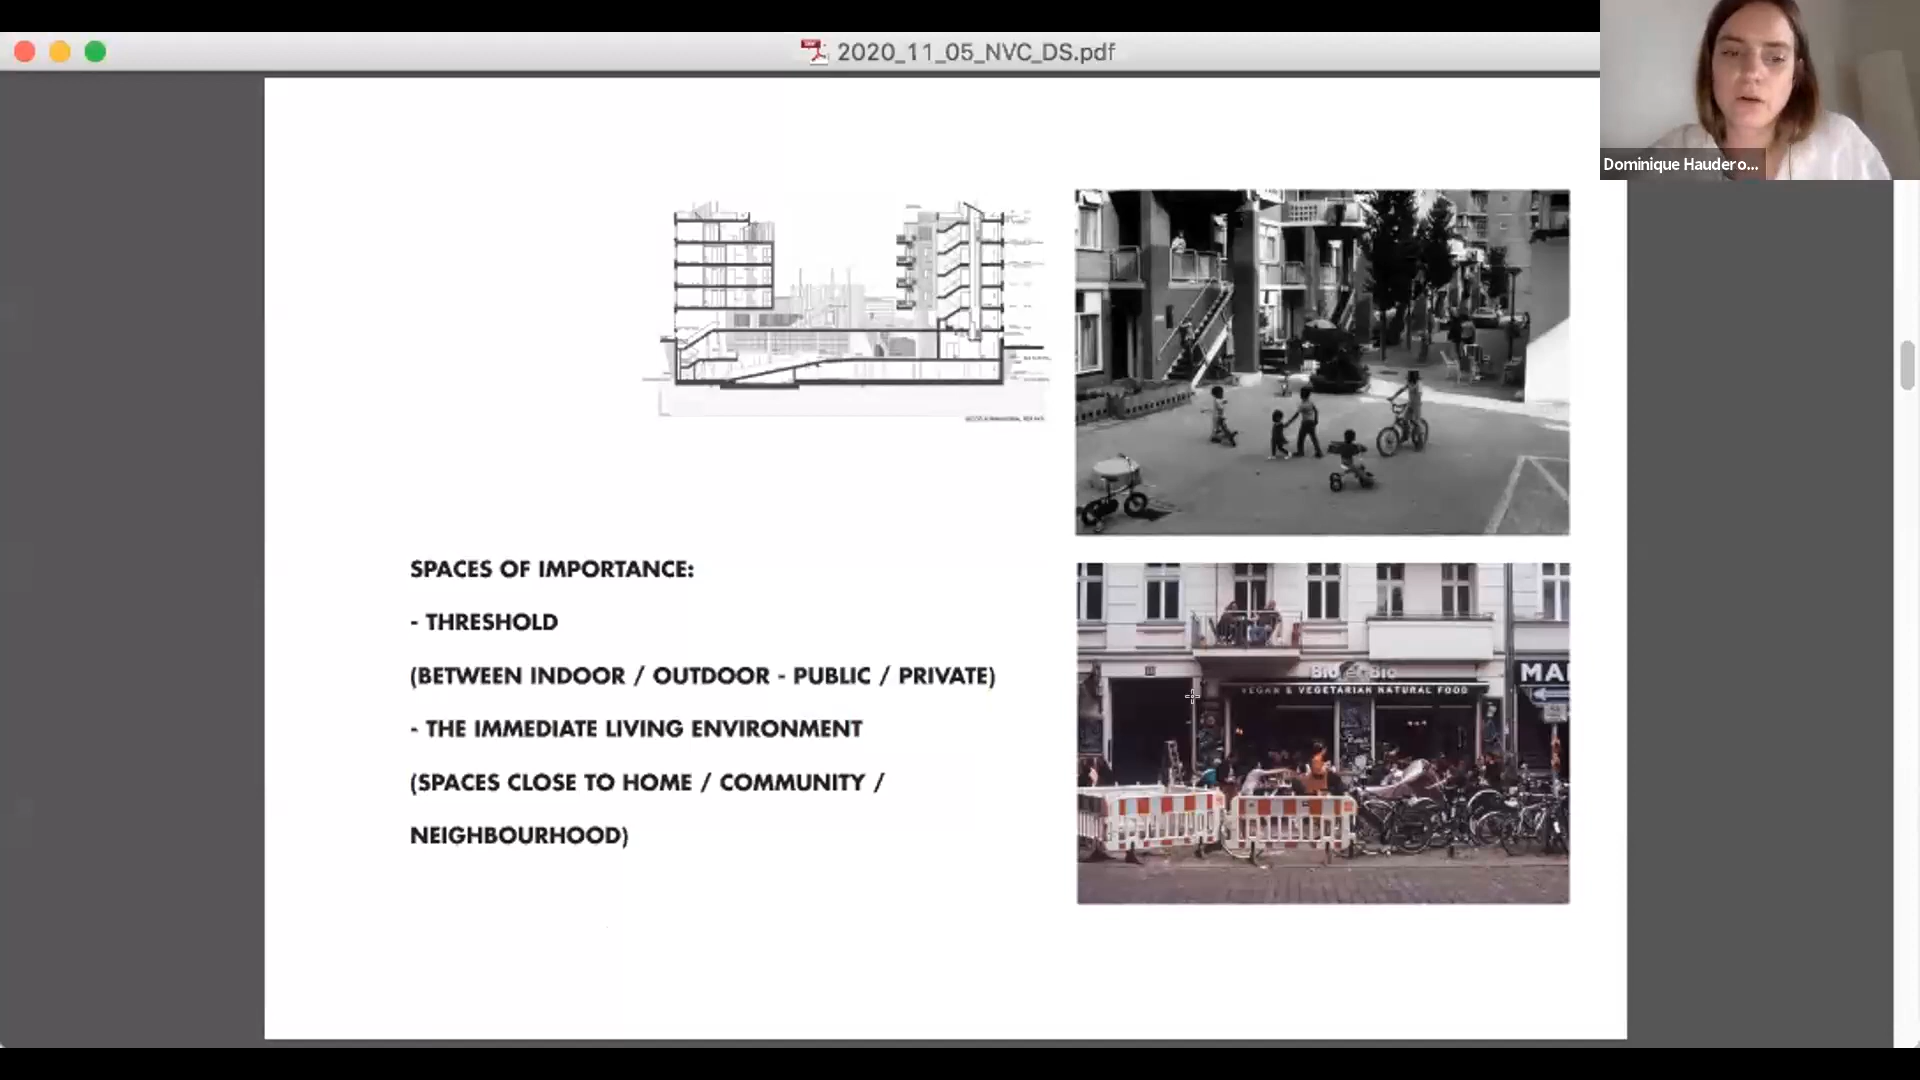 2020_11_05_NVC_DS.pdf
Dominique Haudero...
SPACES OF IMPORTANCE:
- THRESHOLD
(BETWEEN INDOOR / OUTDOOR - PUBLIC / PRIVATE)
- THE IMMEDIATE LIVING ENVIRONMENT
(SPACES CLOSE TO HOME / COMMUNITY /
NEIGHBOURHOOD)
VEGAN & VEGETARIAN NATURAL FOOD
MA